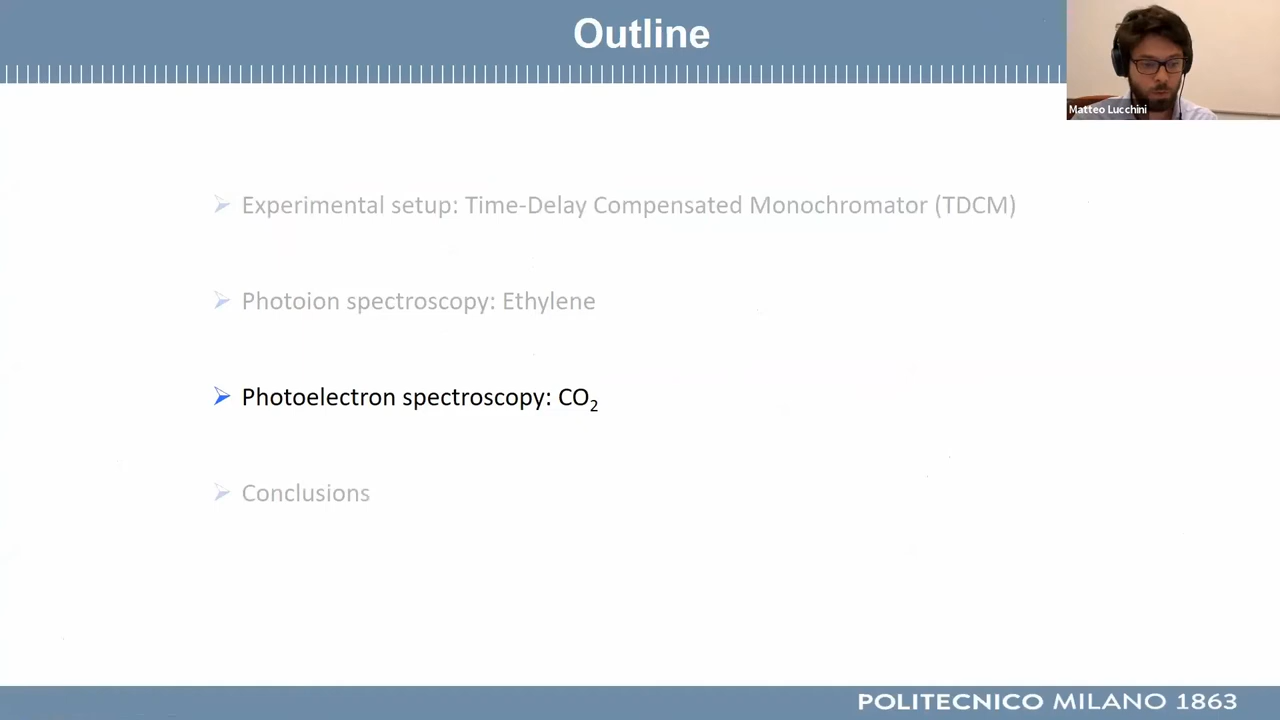 Outline
Matteo Lucchini
Experimental setup: Time-Delay Compensated Monochromator (TDCM)
Photoion spectroscopy: Ethylene
Photoelectron spectroscopy: CO₂
Conclusions
POLITECNICO MILANO 1863